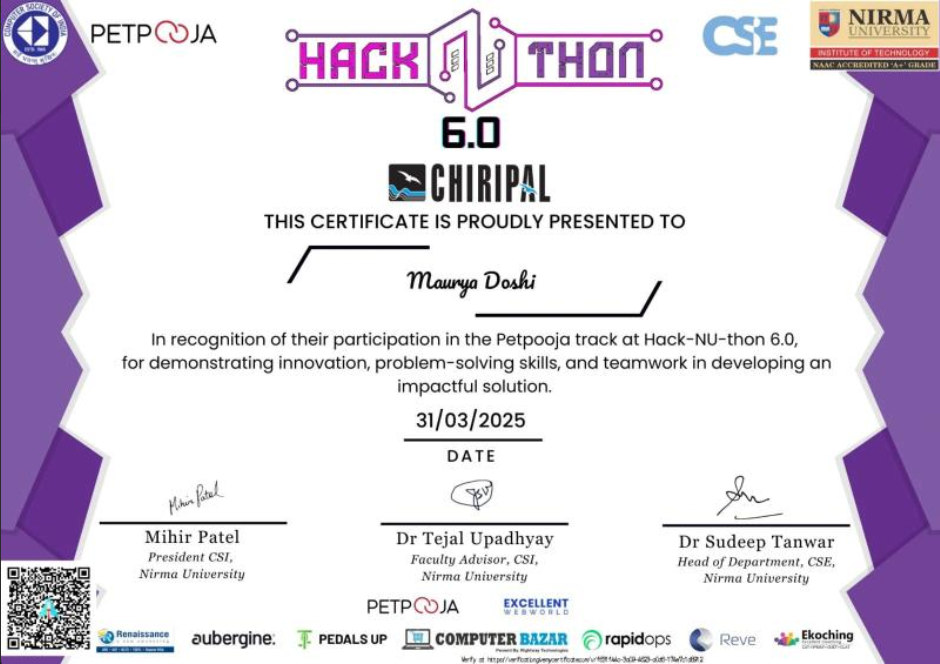 COMPUTER SOCIETY OF INDIA
PETPOOJA
HACK NU THON
6.0
CSE
NIRMA
UNIVERSITY
INSTITUTE OF TECHNOLOGY
NAAC ACCREDITED 'A+' GRADE
CHIRIPAL
THIS CERTIFICATE IS PROUDLY PRESENTED TO
Maurya Doshi
In recognition of their participation in the Petpooja track at Hack-NU-thon 6.0,
for demonstrating innovation, problem-solving skills, and teamwork in developing an
impactful solution.
31/03/2025
DATE
Mihir Patel
Mihir Patel
President CSI,
Nirma University
Dr Tejal Upadhyay
Faculty Advisor, CSI,
Nirma University
Dr Sudeep Tanwar
Head of Department, CSE,
Nirma University
PETPOOJA
EXCELLENT
WEBWORLD
Renaissance
aubergine.
PEDALS UP
COMPUTER BAZAR
rapidops
Reve
Ekoching